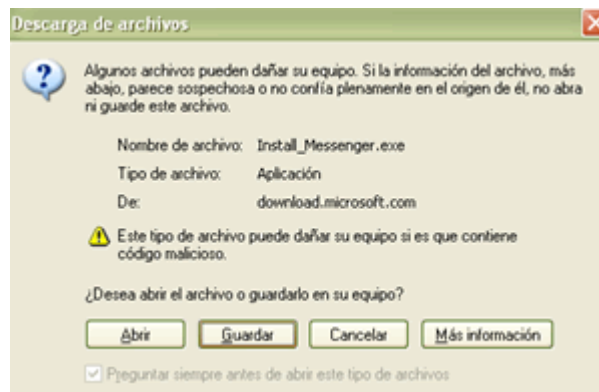 Descarga de archivos
Algunos archivos pueden dañar su equipo. Si la información del archivo, más
abajo, parece sospechosa o no confía plenamente en el origen de él, no abra
ni guarde este archivo.
Nombre de archivo: Install_Messenger.exe
Tipo de archivo: Aplicación
De: download.microsoft.com
Este tipo de archivo puede dañar su equipo si es que contiene
código malicioso.
¿Desea abrir el archivo o guardarlo en su equipo?
Abrir Guardar Cancelar Más información
Preguntar siempre antes de abrir este tipo de archivos